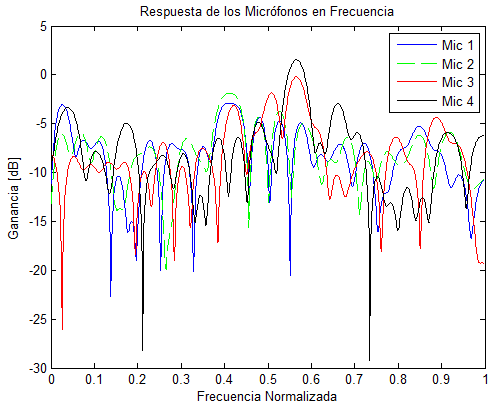 Respuesta de los Micrófonos en Frecuencia
5
0
-5
-10
-15
-20
-25
-30
Ganancia [dB]
Mic 1
Mic 2
Mic 3
Mic 4
0 0.1 0.2 0.3 0.4 0.5 0.6 0.7 0.8 0.9 1
Frecuencia Normalizada